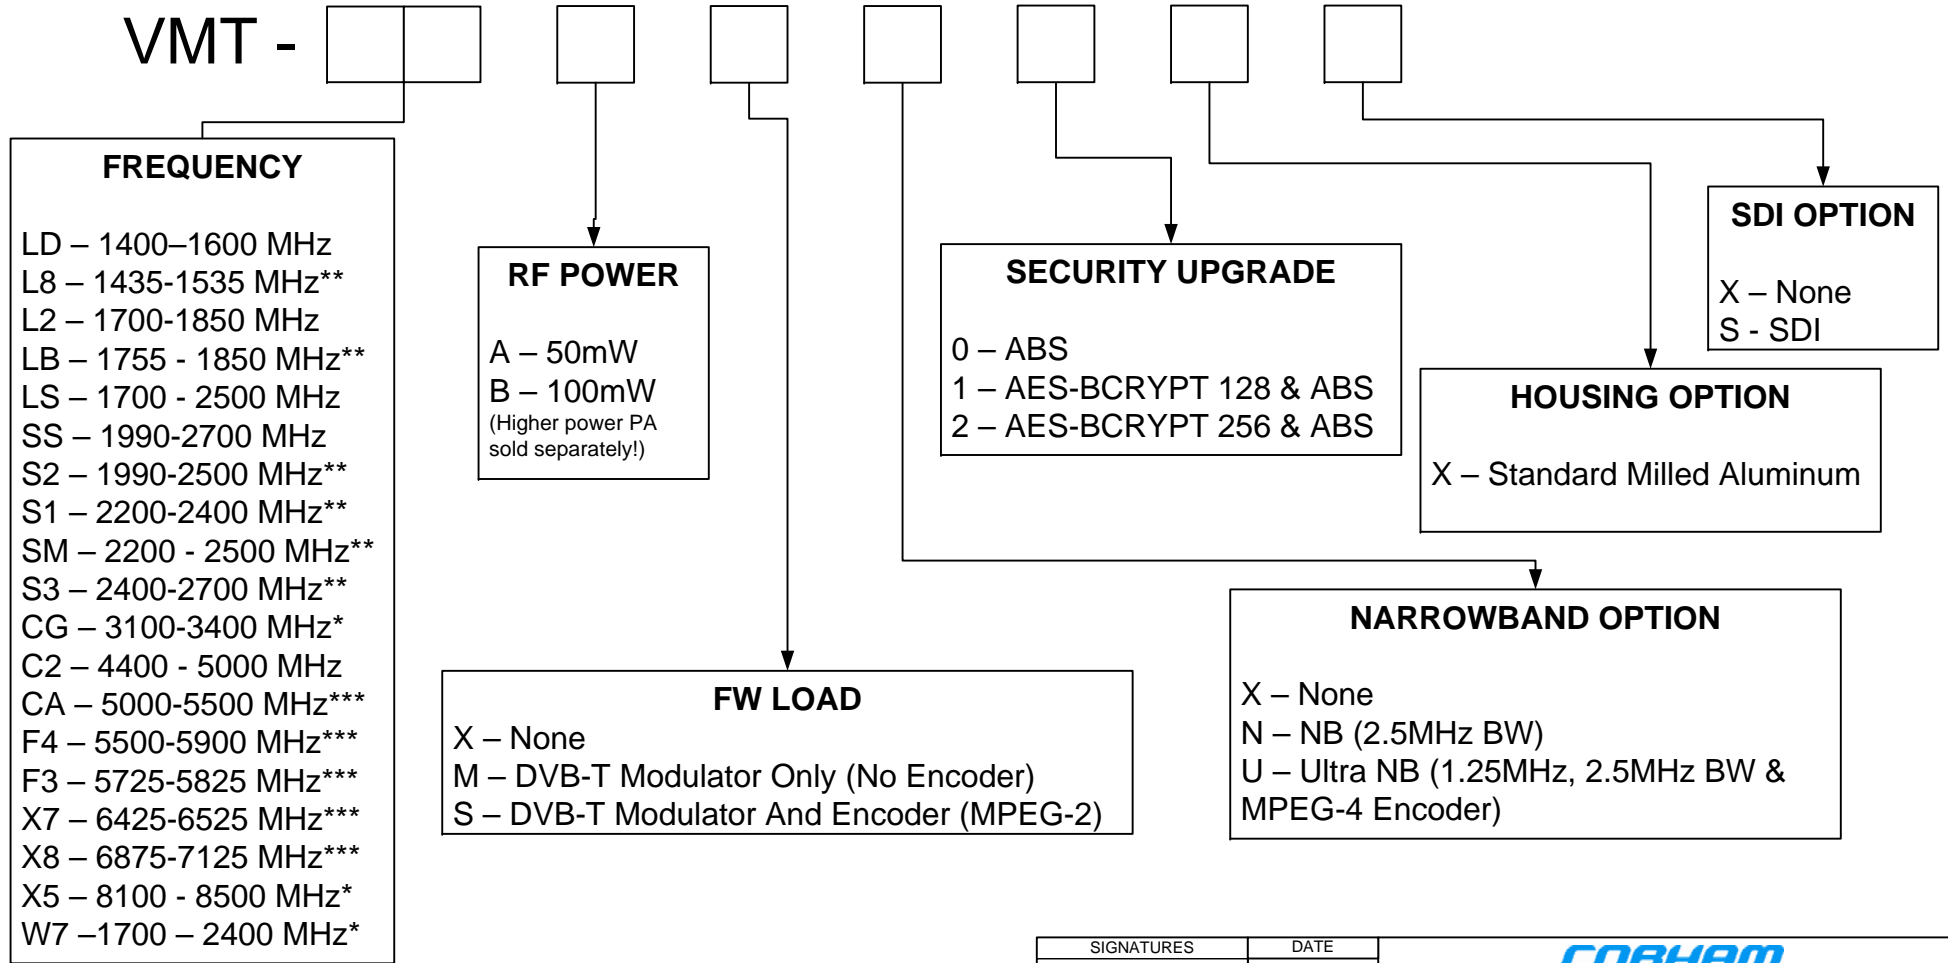 VMT -
FREQUENCY
LD – 1400–1600 MHz
L8 – 1435-1535 MHz**
L2 – 1700-1850 MHz
LB – 1755 - 1850 MHz**
LS – 1700 - 2500 MHz
SS – 1990-2700 MHz
S2 – 1990-2500 MHz**
S1 – 2200-2400 MHz**
SM – 2200 - 2500 MHz**
S3 – 2400-2700 MHz**
CG – 3100-3400 MHz*
C2 – 4400 - 5000 MHz
CA – 5000-5500 MHz***
F4 – 5500-5900 MHz***
F3 – 5725-5825 MHz***
X7 – 6425-6525 MHz***
X8 – 6875-7125 MHz***
X5 – 8100 - 8500 MHz*
W7 –1700 – 2400 MHz*
RF POWER
A – 50mW
B – 100mW
(Higher power PA
sold separately!)
FW LOAD
X – None
M – DVB-T Modulator Only (No Encoder)
S – DVB-T Modulator And Encoder (MPEG-2)
SECURITY UPGRADE
0 – ABS
1 – AES-BCRYPT 128 & ABS
2 – AES-BCRYPT 256 & ABS
SDI OPTION
X – None
S - SDI
HOUSING OPTION
X – Standard Milled Aluminum
NARROWBAND OPTION
X – None
N – NB (2.5MHz BW)
U – Ultra NB (1.25MHz, 2.5MHz BW &
MPEG-4 Encoder)
SIGNATURES
DATE
COBHAM